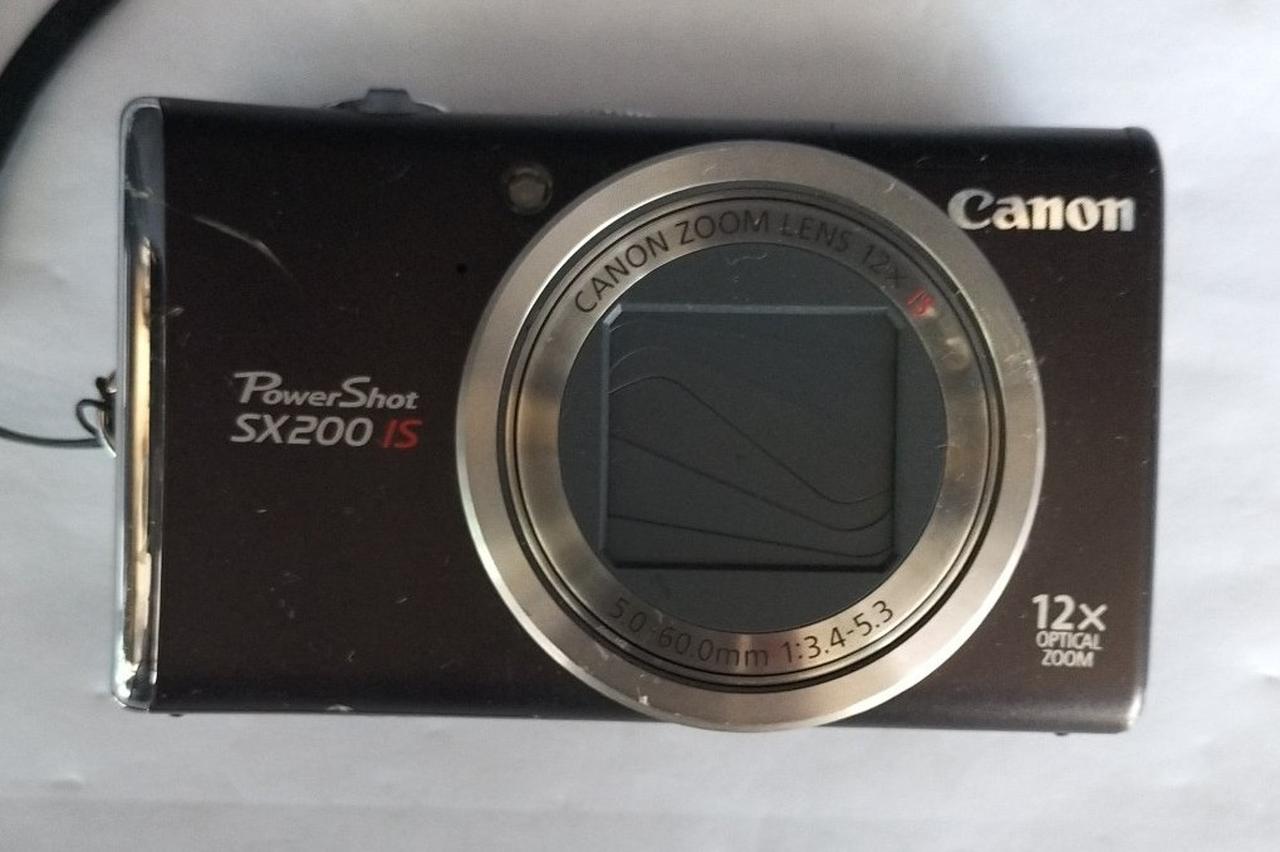 Canon
CANON ZOOM LENS 12X IS
PowerShot
SX200 IS
5.0-60.0mm 1:3.4-5.3
12x
OPTICAL
ZOOM